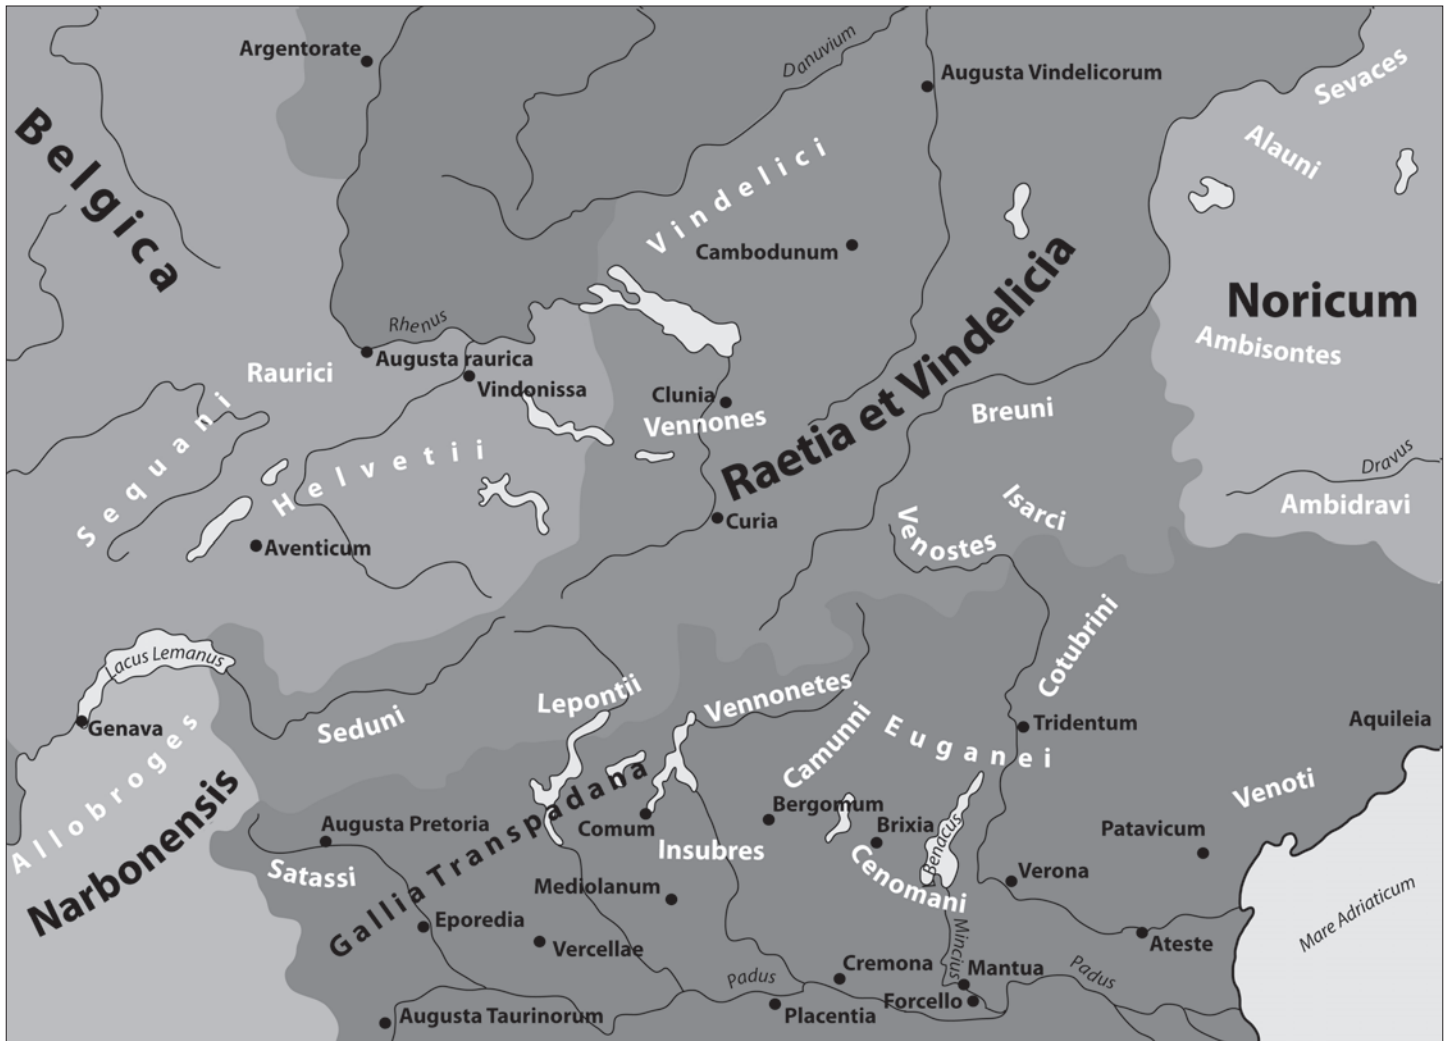 Argentorate
Danuvium
Augusta Vindelicorum
Sevaces
Belgica
Alauni
Vindelici
Cambodunum
Noricum
Rhenus
Ambisontes
Augusta raurica
Raurici
Vindonissa
Clunia
Vennones
Raetia et Vindelicia
Breuni
Sequani
Helvetii
Dravus
Isarci
Ambidravi
Curia
Venostes
Aventicum
Cotubrini
Lacus Lemanus
Genava
Seduni
Lepontii
Vennonetes
Camunni
Euganei
Tridentum
Aquileia
Allobroges
Narbonensis
Venoti
Augusta Pretoria
Gallia Transpadana
Comum
Bergomum
Brixia
Benacus
Patavicum
Satassi
Insubres
Cenomani
Verona
Mediolanum
Eporedia
Vercellae
Mincius
Ateste
Mare Adriaticum
Padus
Cremona
Mantua
Padus
Forcello
Augusta Taurinorum
Placentia